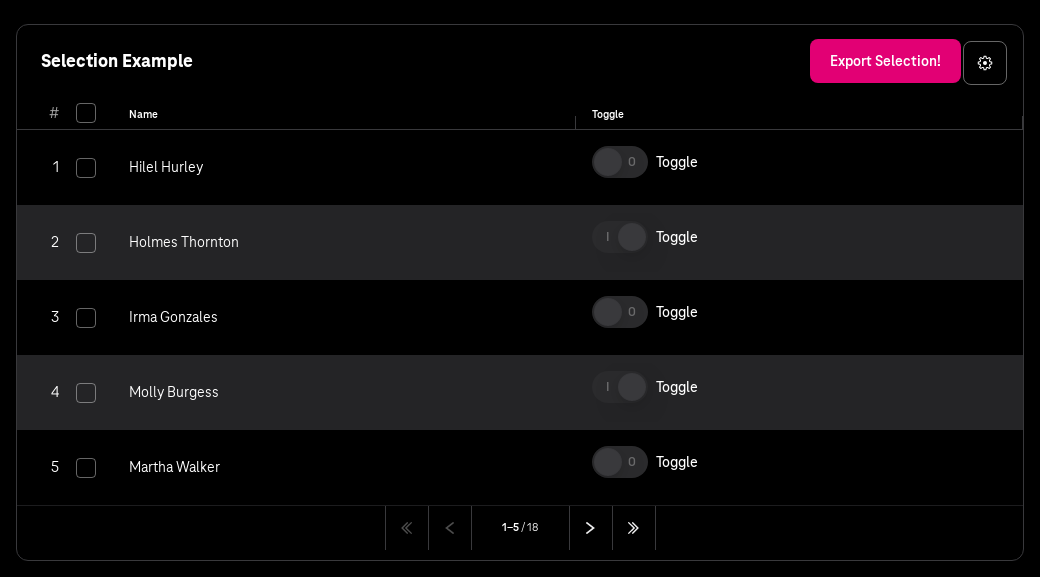 Selection Example
Export Selection!
# Name Toggle
1 Hilel Hurley 0 Toggle
2 Holmes Thornton I Toggle
3 Irma Gonzales 0 Toggle
4 Molly Burgess I Toggle
5 Martha Walker 0 Toggle
1–5 / 18